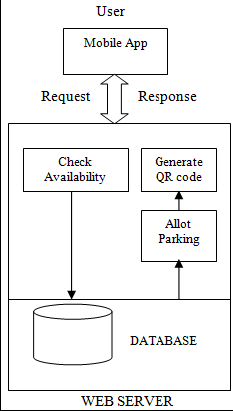 User
Mobile App
Request
Response
Check
Availability
Generate
QR code
Allot
Parking
DATABASE
WEB SERVER